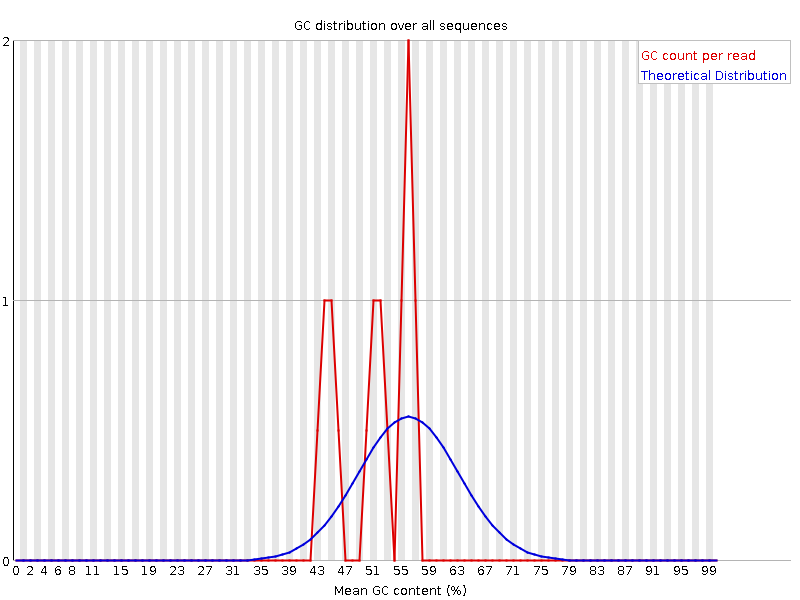 GC distribution over all sequences
2
GC count per read
Theoretical Distribution
1
0
0 2 4 6 8 11 15 19 23 27 31 35 39 43 47 51 55 59 63 67 71 75 79 83 87 91 95 99
Mean GC content (%)